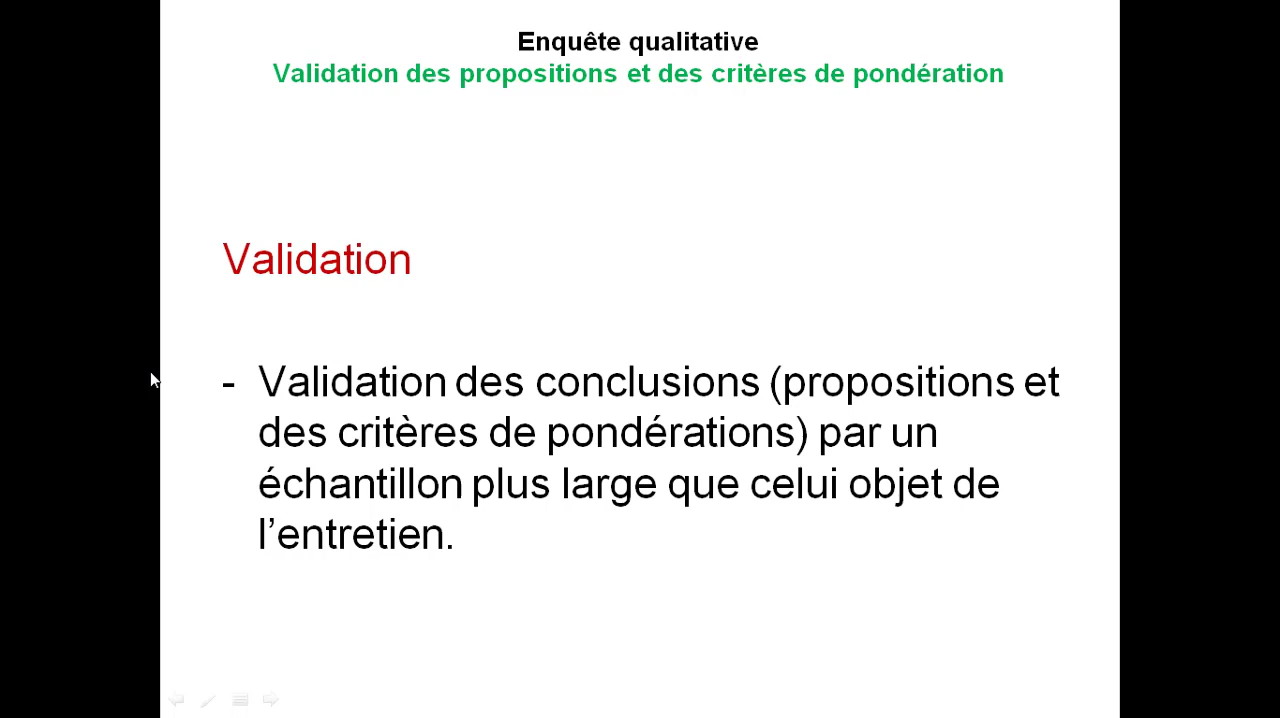 Enquête qualitative
Validation des propositions et des critères de pondération
Validation
- Validation des conclusions (propositions et
des critères de pondérations) par un
échantillon plus large que celui objet de
l’entretien.